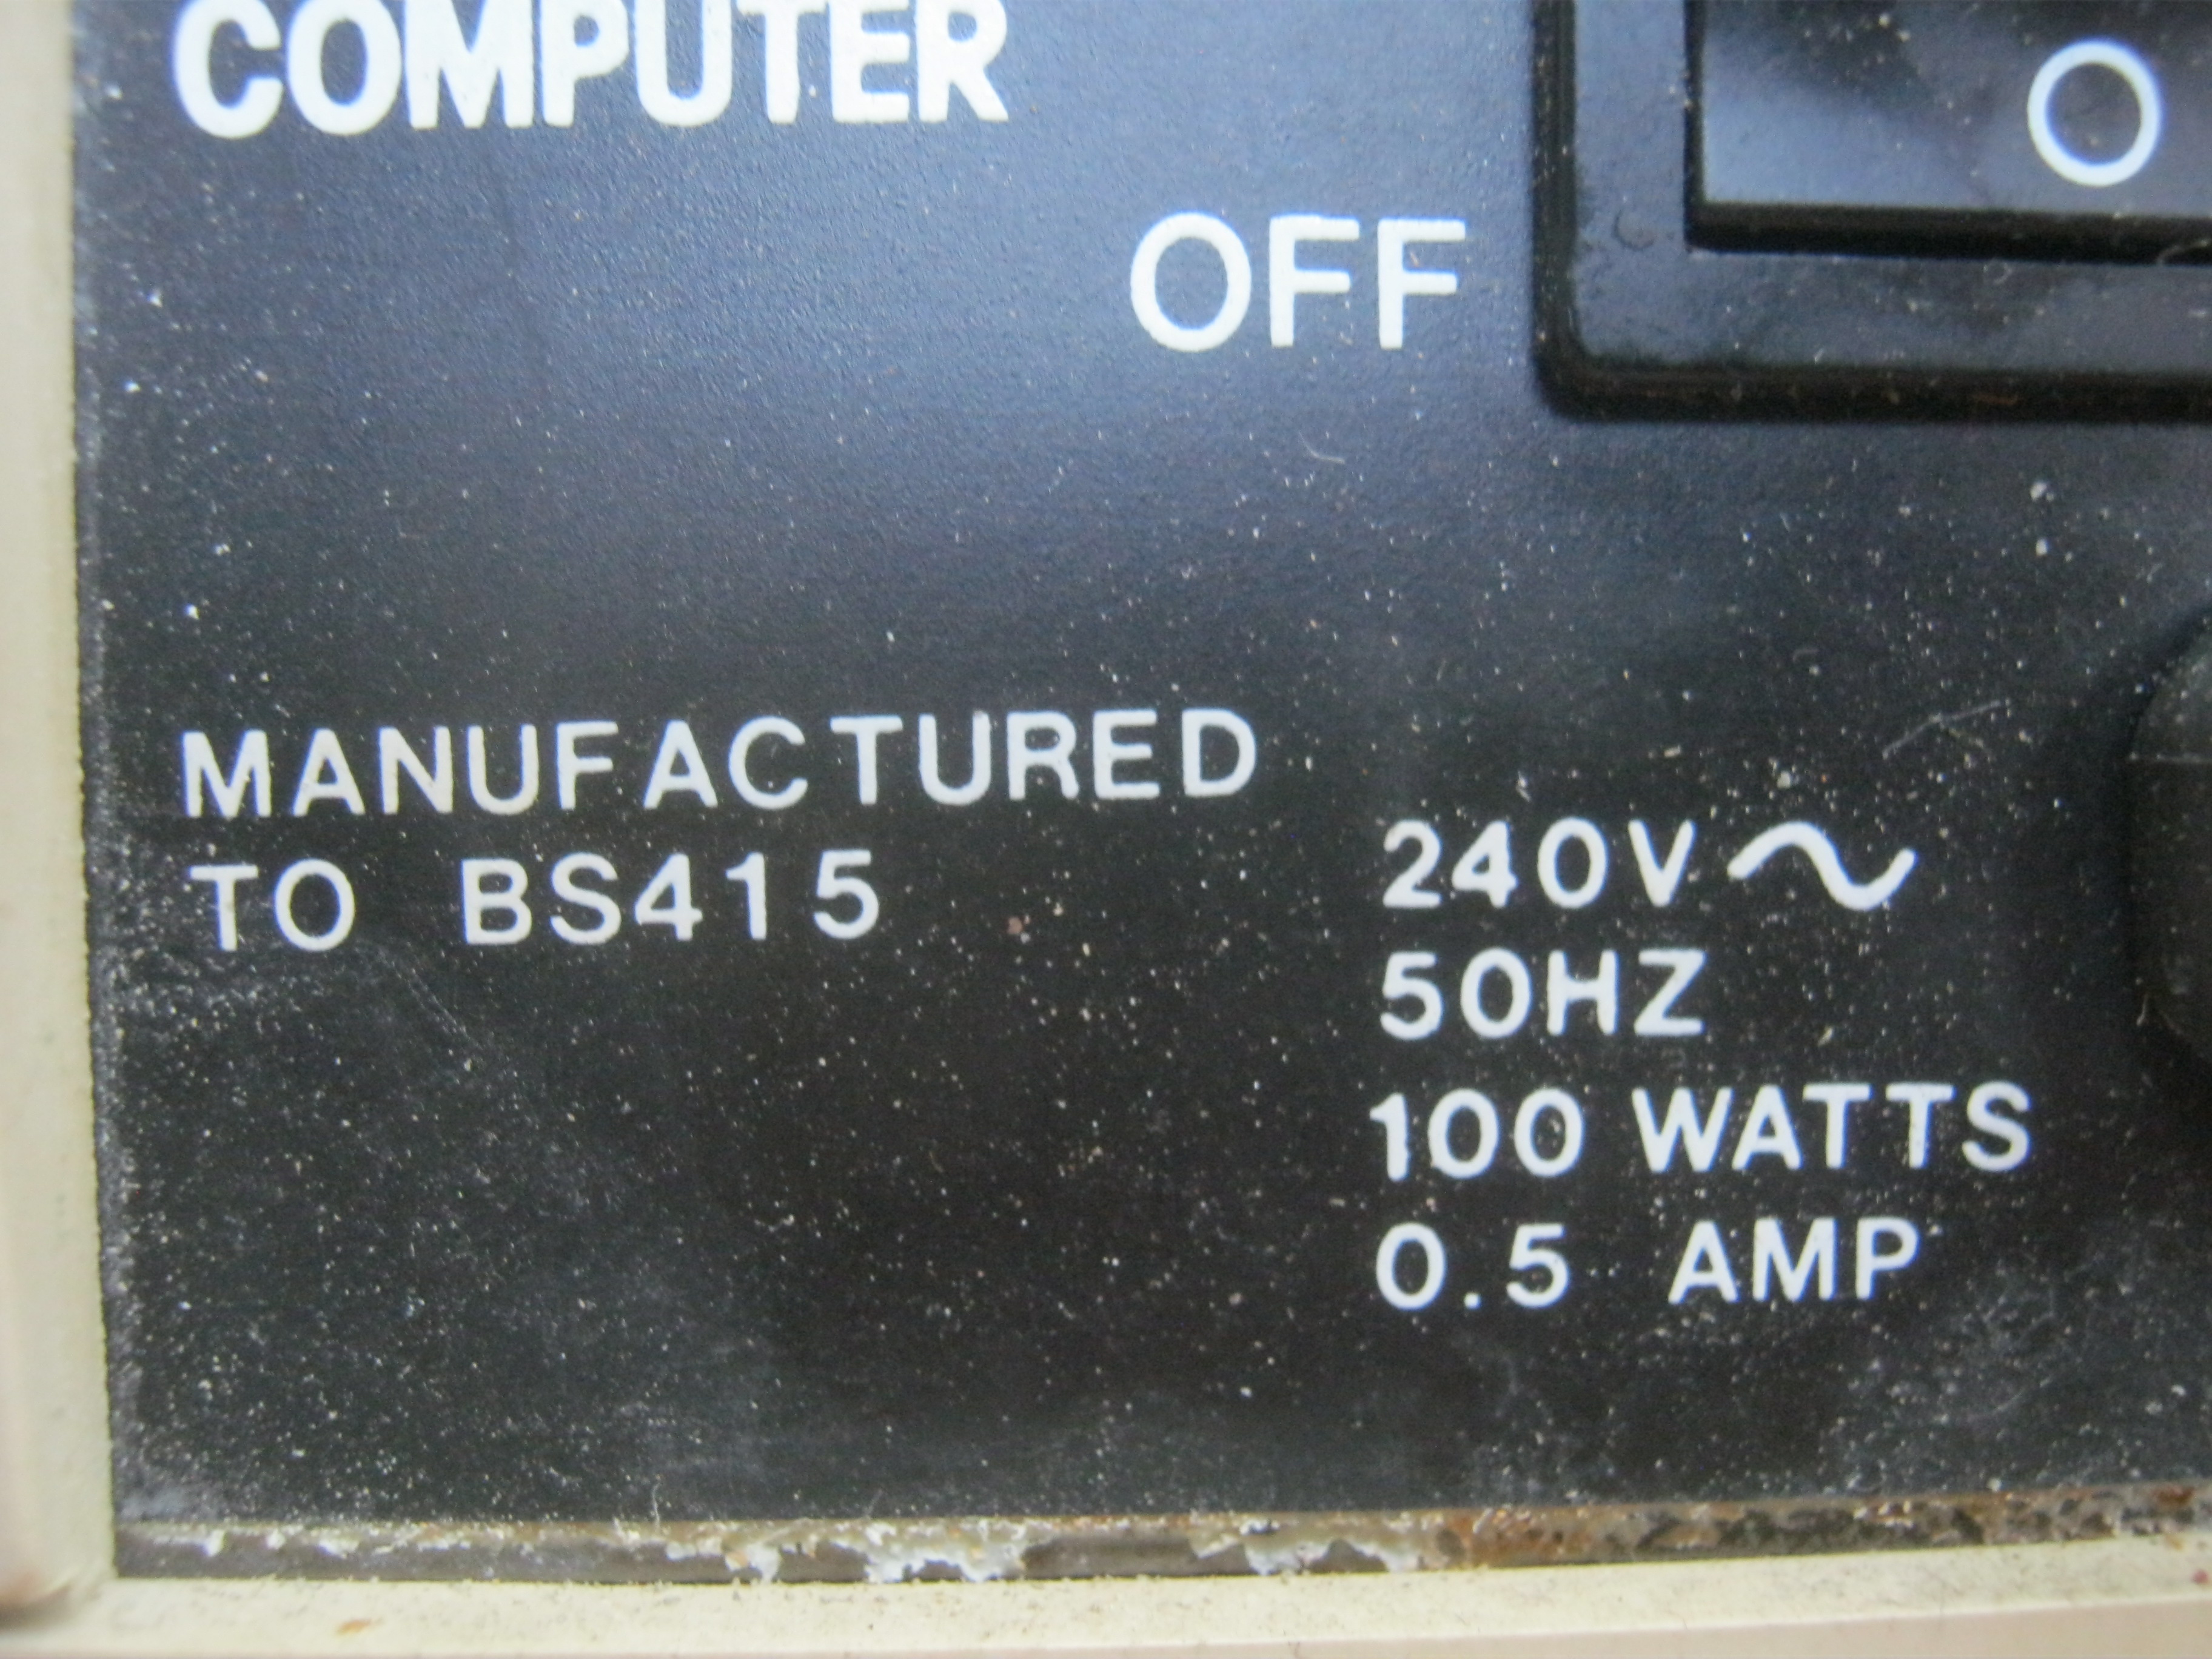 COMPUTER
O
OFF
MANUFACTURED
TO BS415
240V~
50HZ
100 WATTS
0.5 AMP